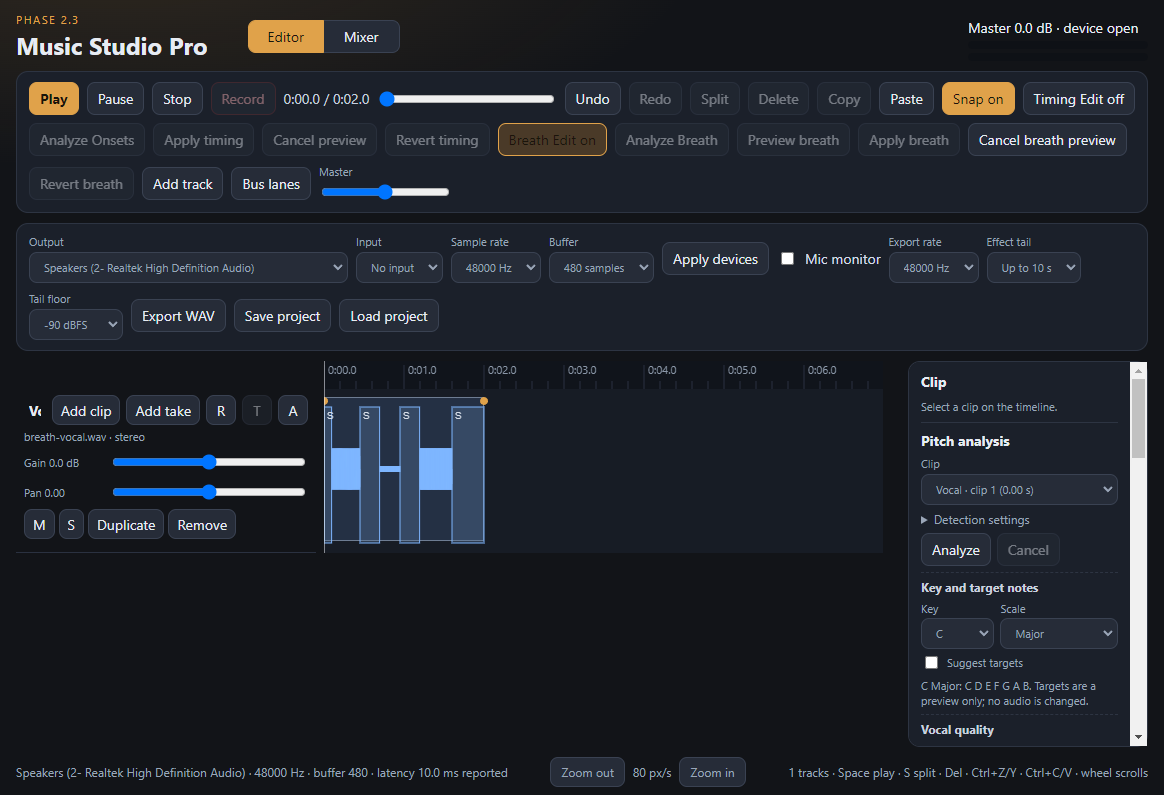 PHASE 2.3
Music Studio Pro
Editor
Mixer
Master 0.0 dB · device open
Play
Pause
Stop
Record
0:00.0 / 0:02.0
Undo
Redo
Split
Delete
Copy
Paste
Snap on
Timing Edit off
Analyze Onsets
Apply timing
Cancel preview
Revert timing
Breath Edit on
Analyze Breath
Preview breath
Apply breath
Cancel breath preview
Revert breath
Add track
Bus lanes
Master
Output
Input
Sample rate
Buffer
Export rate
Effect tail
Speakers (2- Realtek High Definition Audio)
No input
48000 Hz
480 samples
Apply devices
Mic monitor
48000 Hz
Up to 10 s
Tail floor
-90 dBFS
Export WAV
Save project
Load project
0:00.0
0:01.0
0:02.0
0:03.0
0:04.0
0:05.0
0:06.0
Vo
Add clip
Add take
R
T
A
breath-vocal.wav · stereo
Gain 0.0 dB
Pan 0.00
M
S
Duplicate
Remove
S
S
S
S
Clip
Select a clip on the timeline.
Pitch analysis
Clip
Vocal · clip 1 (0.00 s)
Detection settings
Analyze
Cancel
Key and target notes
Key
Scale
C
Major
Suggest targets
C Major: C D E F G A B. Targets are a
preview only; no audio is changed.
Vocal quality
Speakers (2- Realtek High Definition Audio) · 48000 Hz · buffer 480 · latency 10.0 ms reported
Zoom out
80 px/s
Zoom in
1 tracks · Space play · S split · Del · Ctrl+Z/Y · Ctrl+C/V · wheel scrolls